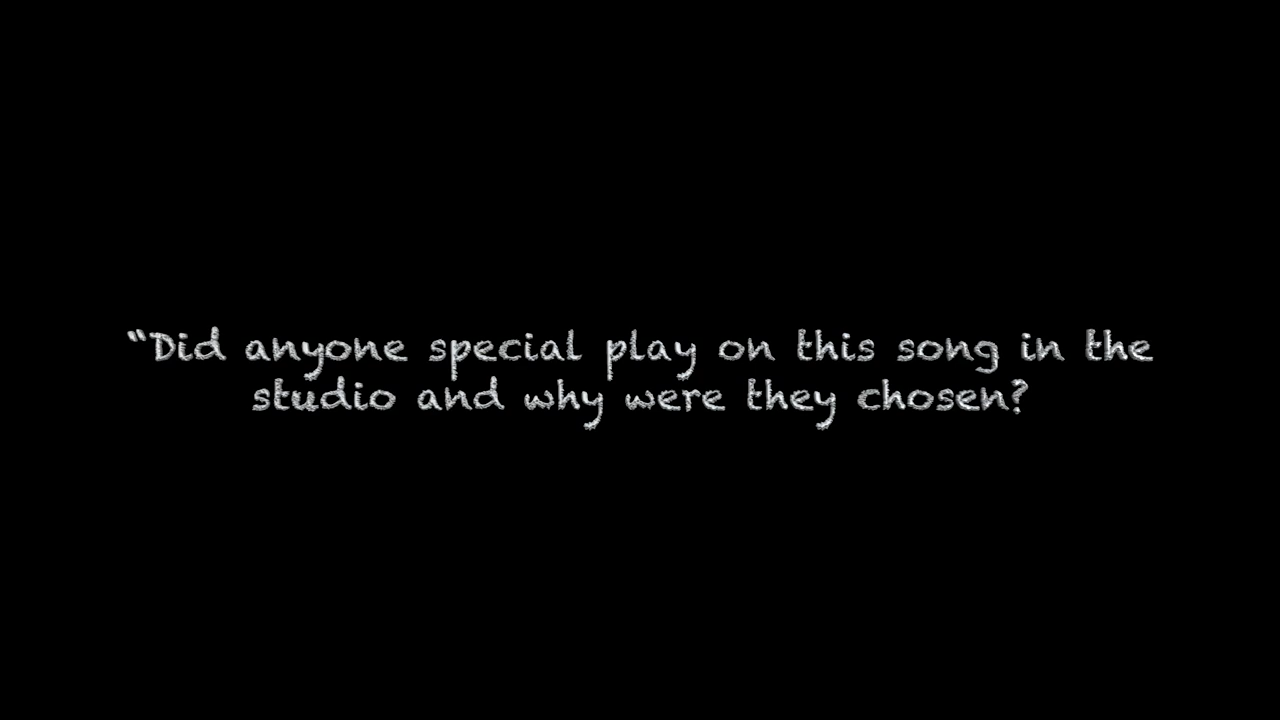 “Did anyone special play on this song in the
studio and why were they chosen?